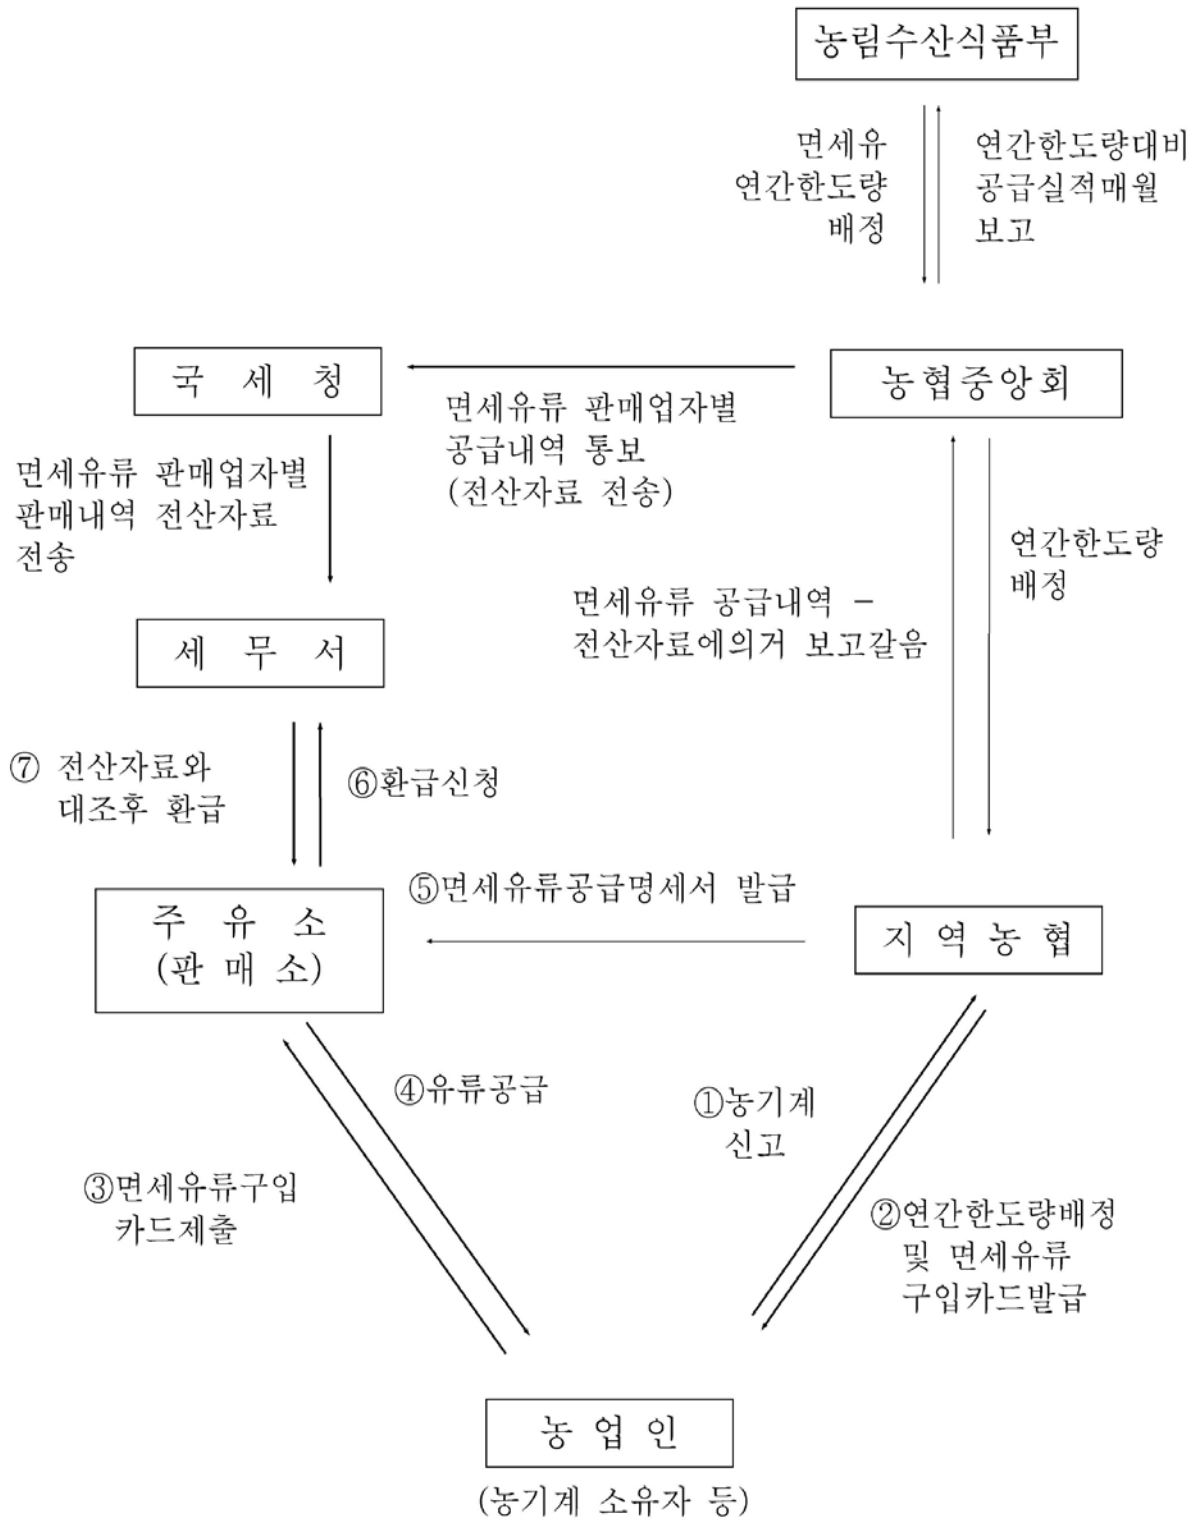 농림수산식품부
면세유
연간한도량
배정
연간한도량대비
공급실적매월
보고
국 세 청
농협중앙회
면세유류 판매업자별
공급내역 통보
(전산자료 전송)
면세유류 판매업자별
판매내역 전산자료
전송
연간한도량
배정
면세유류 공급내역 -
전산자료에의거 보고갈음
세 무 서
⑦ 전산자료와
대조후 환급
⑥환급신청
⑤면세유류공급명세서 발급
주 유 소
(판 매 소)
지 역 농 협
④유류공급
①농기계
신고
③면세유류구입
카드제출
②연간한도량배정
및 면세유류
구입카드발급
농 업 인
(농기계 소유자 등)